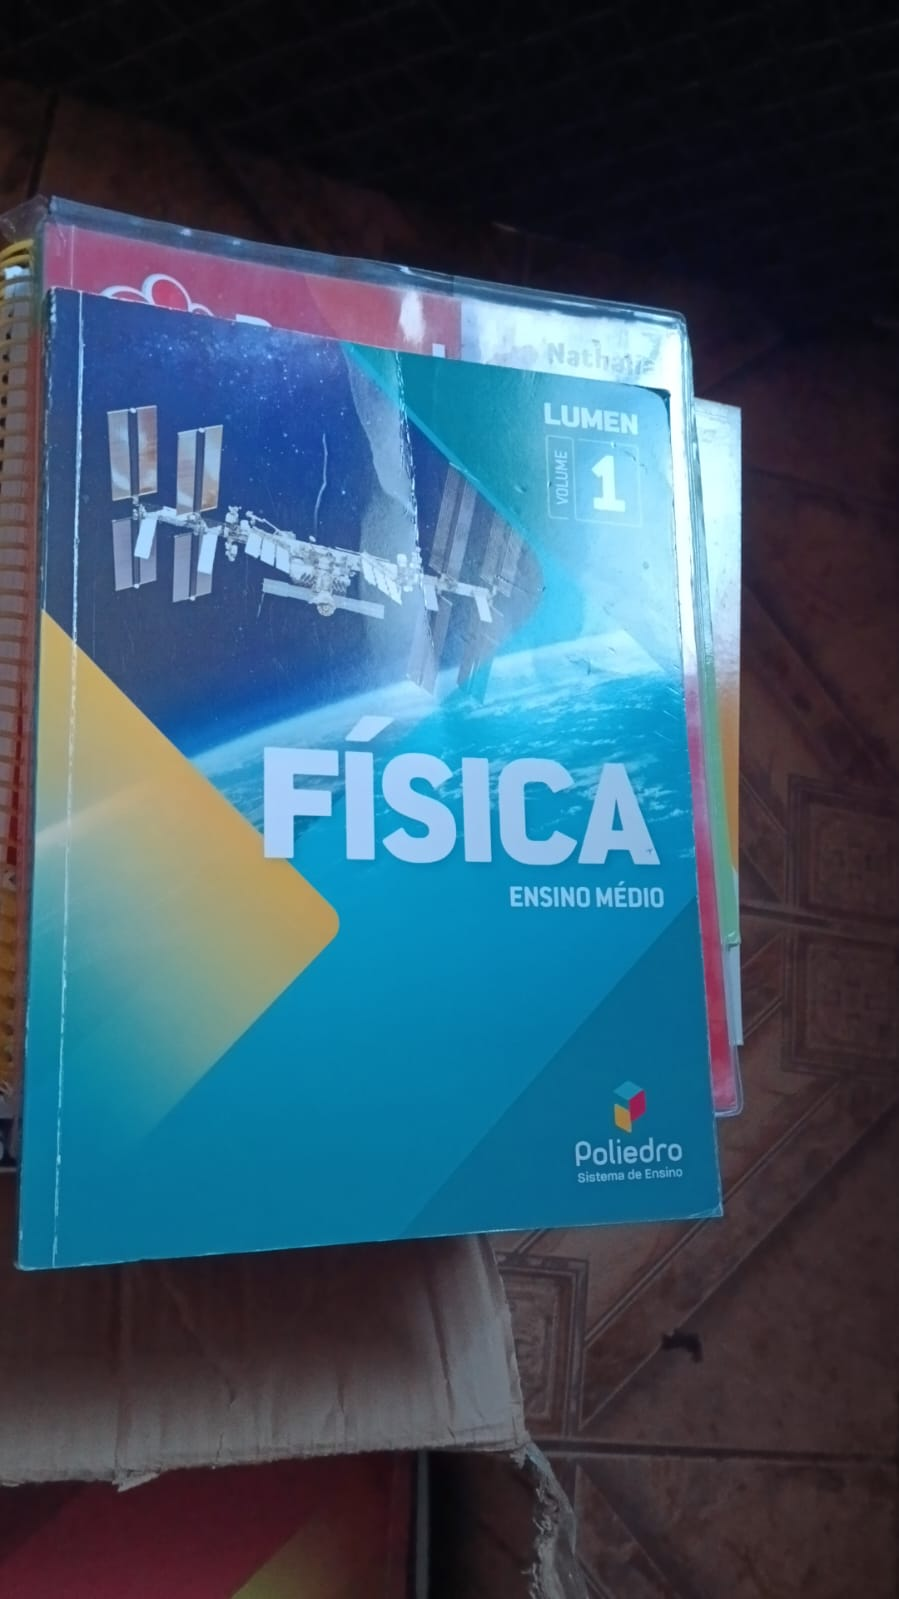 LUMEN
VOLUME 1
FÍSICA
ENSINO MÉDIO
Poliedro
Sistema de Ensino